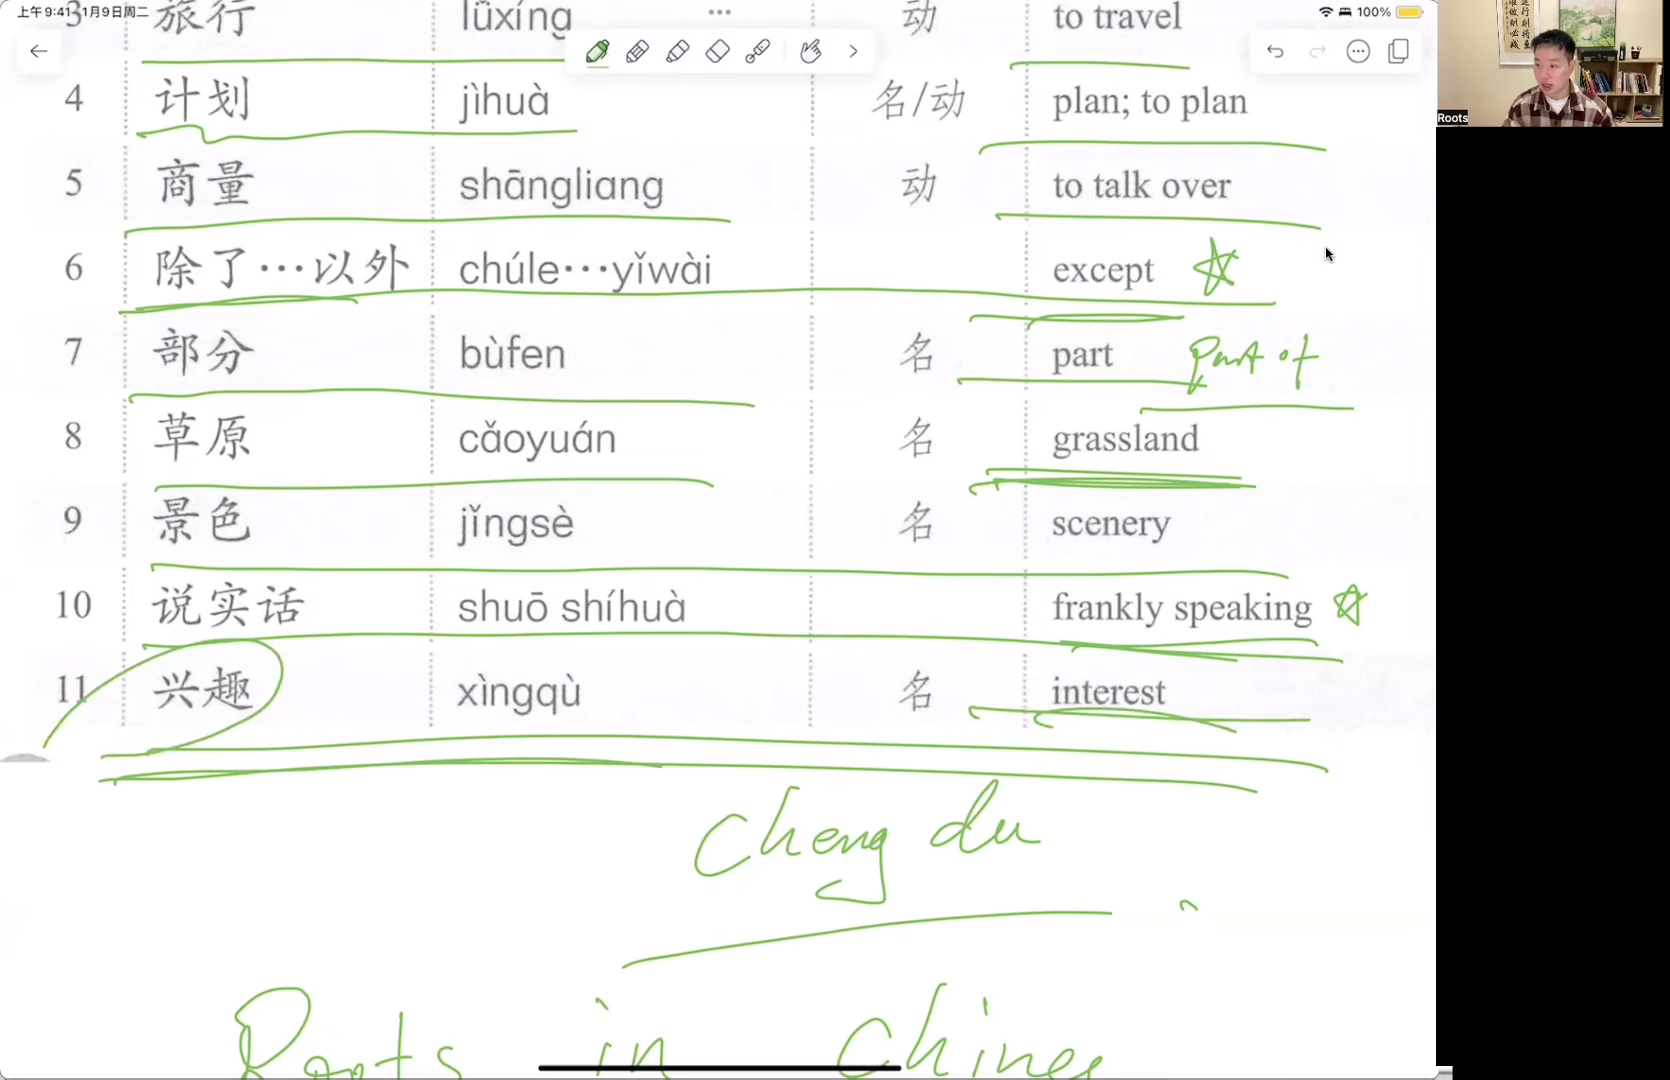 上午9:41 1月9日周二
100%
3 旅行 lǚxíng 动 to travel
4 计划 jìhuà 名/动 plan; to plan
5 商量 shāngliang 动 to talk over
6 除了…以外 chúle…yǐwài except
7 部分 bùfen 名 part part of
8 草原 cǎoyuán 名 grassland
9 景色 jǐngsè 名 scenery
10 说实话 shuō shíhuà frankly speaking
11 兴趣 xìngqù 名 interest
Cheng du
Roots in Chines
Roots